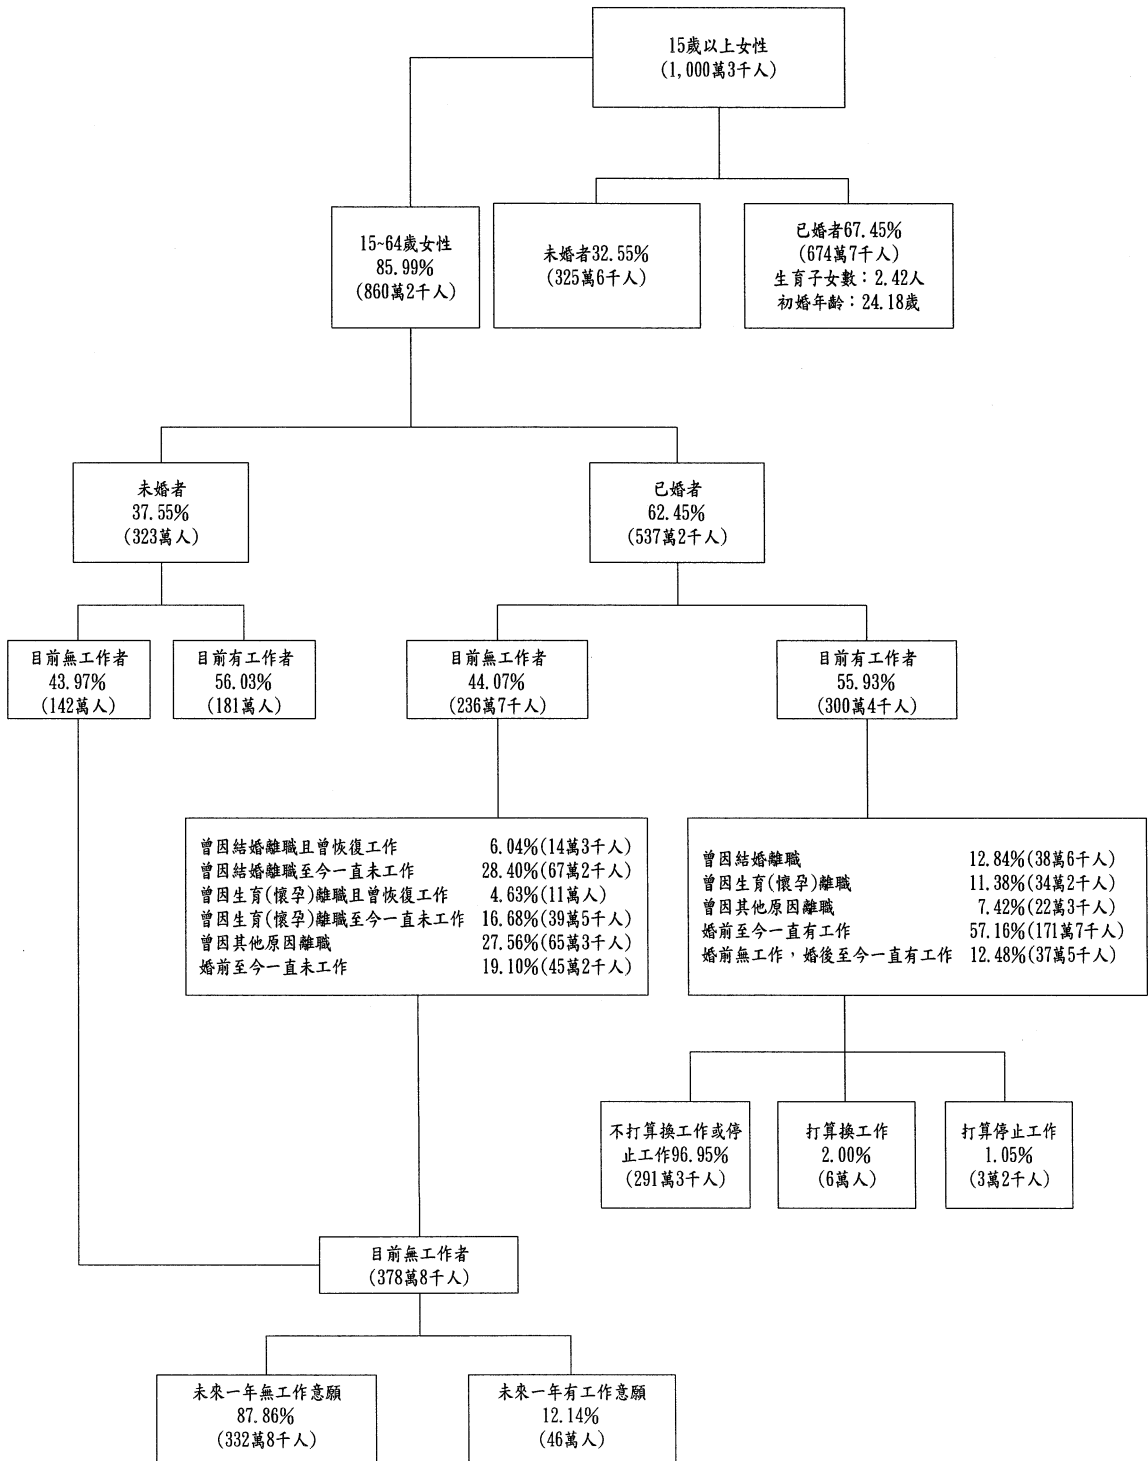 15歲以上女性
(1,000萬3千人)
15~64歲女性
85.99%
(860萬2千人)
未婚者32.55%
(325萬6千人)
已婚者67.45%
(674萬7千人)
生育子女數：2.42人
初婚年齡：24.18歲
未婚者
37.55%
(323萬人)
已婚者
62.45%
(537萬2千人)
目前無工作者
43.97%
(142萬人)
目前有工作者
56.03%
(181萬人)
目前無工作者
44.07%
(236萬7千人)
目前有工作者
55.93%
(300萬4千人)
曾因結婚離職且曾恢復工作 6.04%(14萬3千人)
曾因結婚離職至今一直未工作 28.40%(67萬2千人)
曾因生育(懷孕)離職且曾恢復工作 4.63%(11萬人)
曾因生育(懷孕)離職至今一直未工作 16.68%(39萬5千人)
曾因其他原因離職 27.56%(65萬3千人)
婚前至今一直未工作 19.10%(45萬2千人)
曾因結婚離職 12.84%(38萬6千人)
曾因生育(懷孕)離職 11.38%(34萬2千人)
曾因其他原因離職 7.42%(22萬3千人)
婚前至今一直有工作 57.16%(171萬7千人)
婚前無工作，婚後至今一直有工作 12.48%(37萬5千人)
不打算換工作或停
止工作96.95%
(291萬3千人)
打算換工作
2.00%
(6萬人)
打算停止工作
1.05%
(3萬2千人)
目前無工作者
(378萬8千人)
未來一年無工作意願
87.86%
(332萬8千人)
未來一年有工作意願
12.14%
(46萬人)